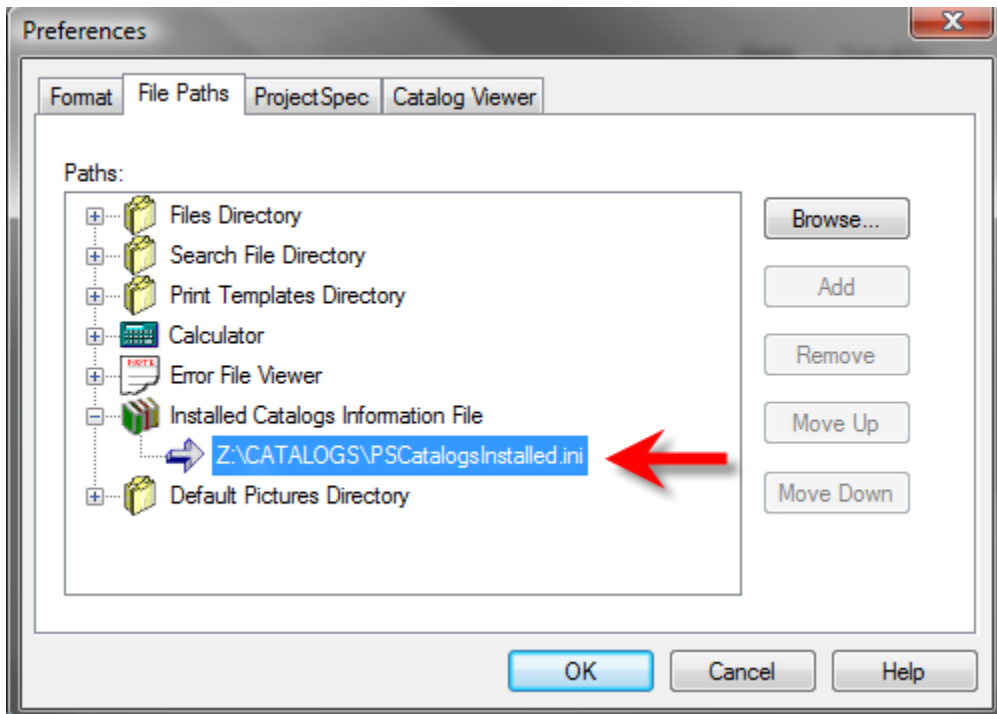 Preferences
Format File Paths ProjectSpec Catalog Viewer
Paths:
Files Directory
Search File Directory
Print Templates Directory
Calculator
NOTE
Error File Viewer
Installed Catalogs Information File
Z:\CATALOGS\PSCatalogsInstalled.ini
Default Pictures Directory
Browse...
Add
Remove
Move Up
Move Down
OK Cancel Help